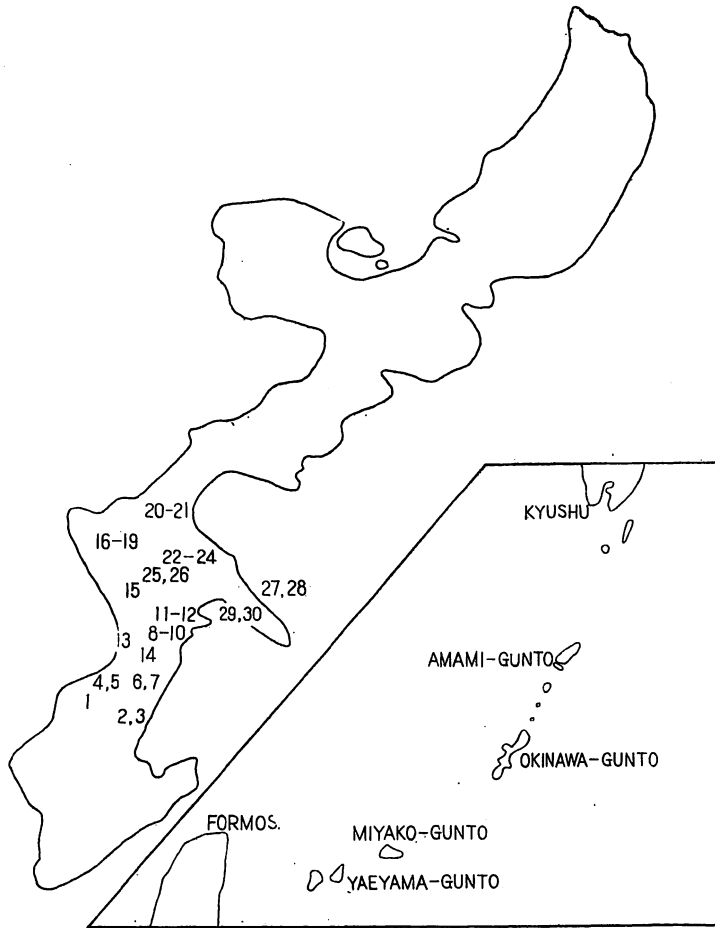 20-21
16-19
22-24
25,26
15
27,28
11-12
29,30
13
8-10
14
4,5
6,7
1
2,3
KYUSHU
AMAMI-GUNTO
OKINAWA-GUNTO
FORMOS.
MIYAKO-GUNTO
YAEYAMA-GUNTO